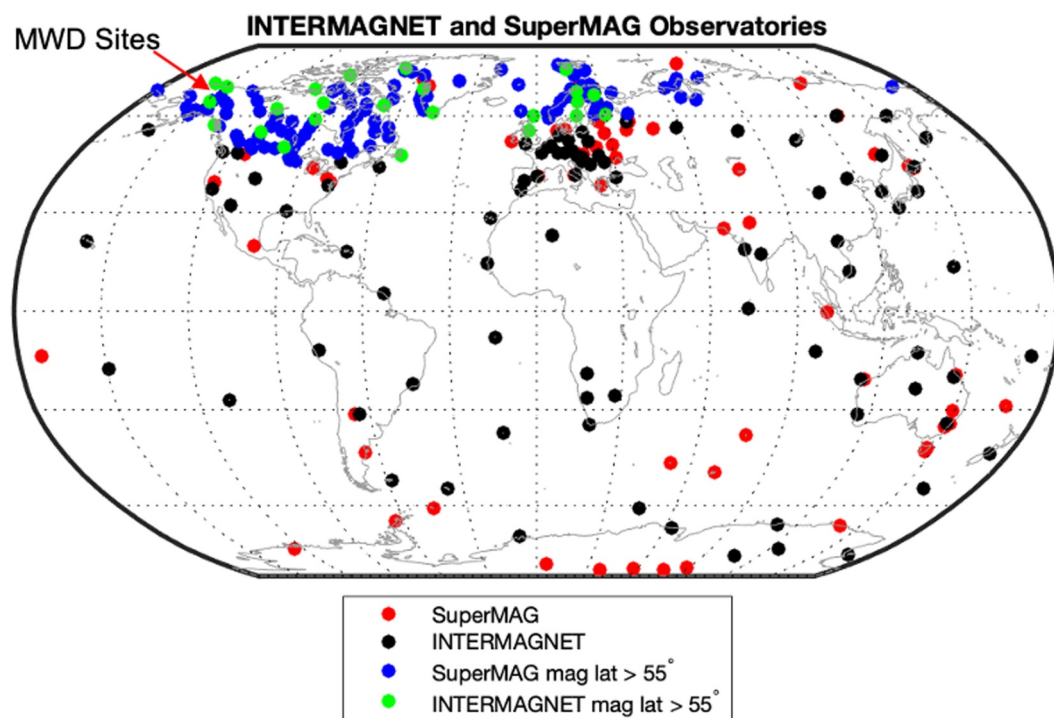 INTERMAGNET and SuperMAG Observatories
MWD Sites
SuperMAG
INTERMAGNET
SuperMAG mag lat > 55°
INTERMAGNET mag lat > 55°